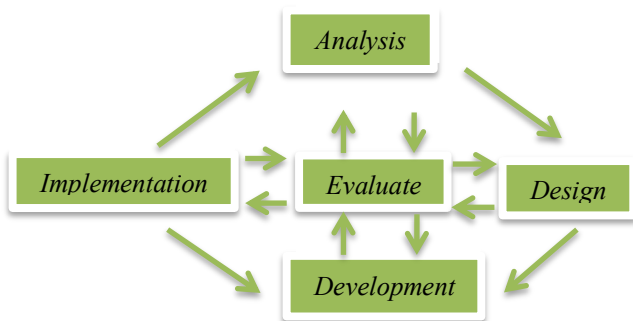 Analysis
Implementation
Evaluate
Design
Development